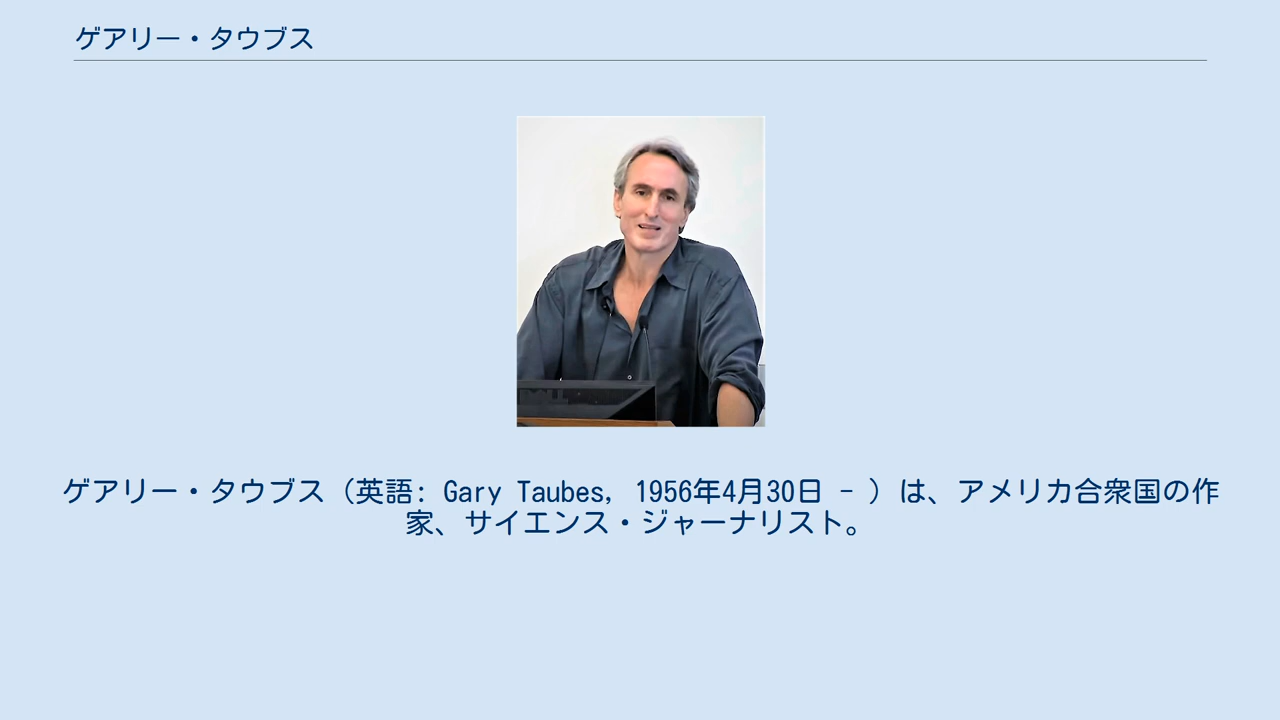 ゲアリー・タウブス
ゲアリー・タウブス（英語: Gary Taubes, 1956年4月30日 - ）は、アメリカ合衆国の作
家、サイエンス・ジャーナリスト。